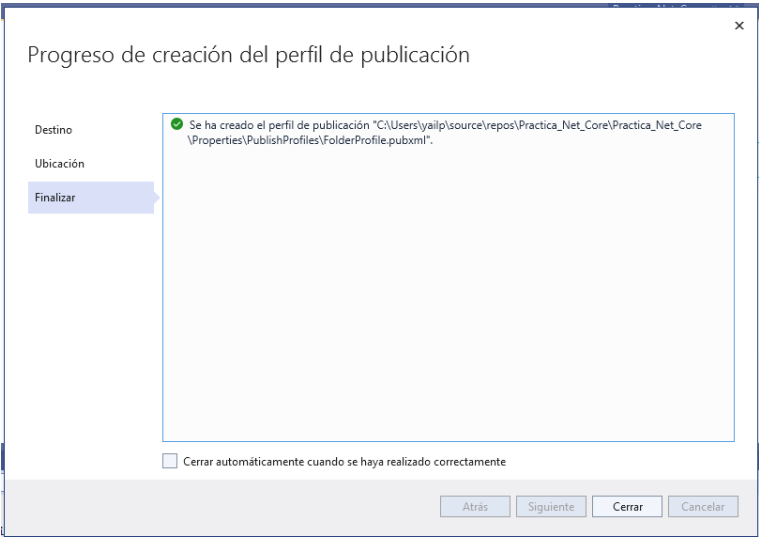 Progreso de creación del perfil de publicación
Destino
Ubicación
Finalizar
Se ha creado el perfil de publicación "C:\Users\yailp\source\repos\Practica_Net_Core\Practica_Net_Core
\Properties\PublishProfiles\FolderProfile.pubxml".
Cerrar automáticamente cuando se haya realizado correctamente
Atrás Siguiente Cerrar Cancelar